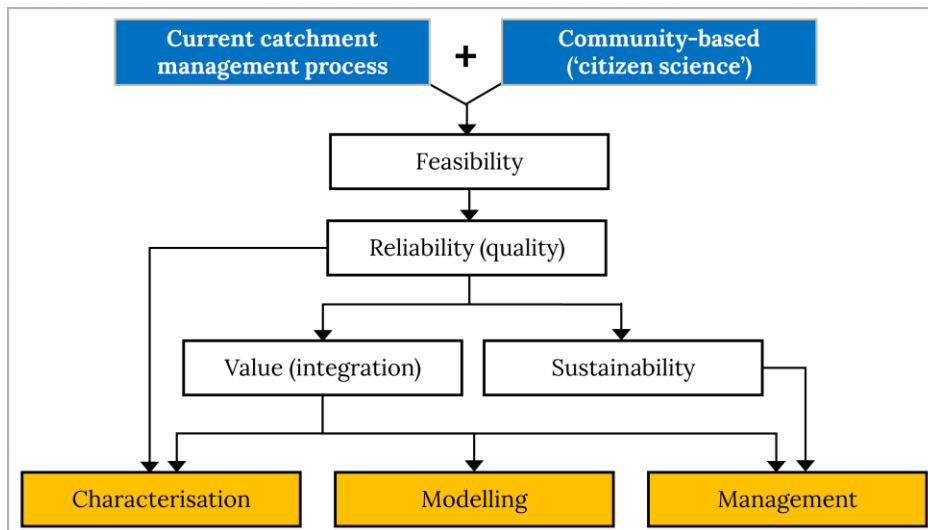 Current catchment
management process
+
Community-based
(‘citizen science’)
Feasibility
Reliability (quality)
Value (integration)
Sustainability
Characterisation
Modelling
Management